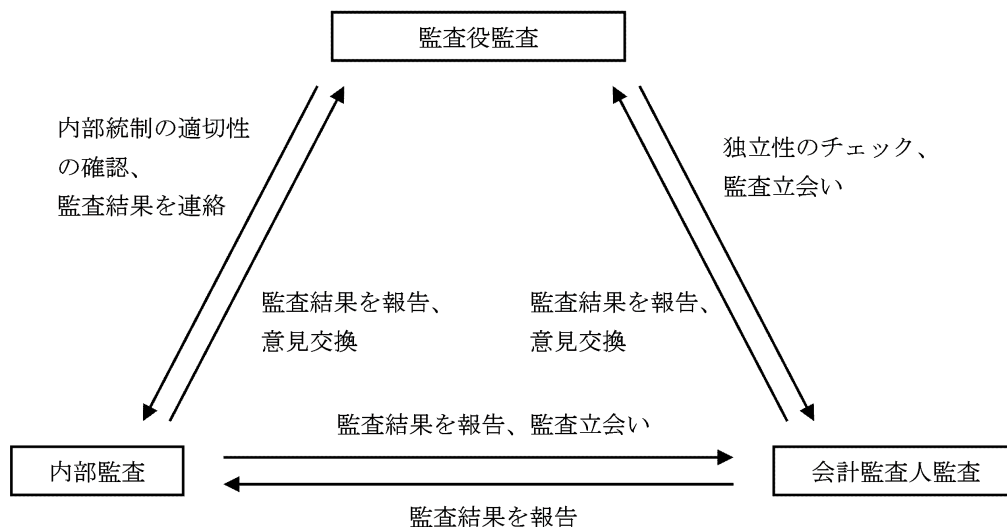 監査役監査
内部統制の適切性
の確認、
監査結果を連絡
独立性のチェック、
監査立会い
監査結果を報告、
意見交換
監査結果を報告、
意見交換
監査結果を報告、監査立会い
内部監査
会計監査人監査
監査結果を報告